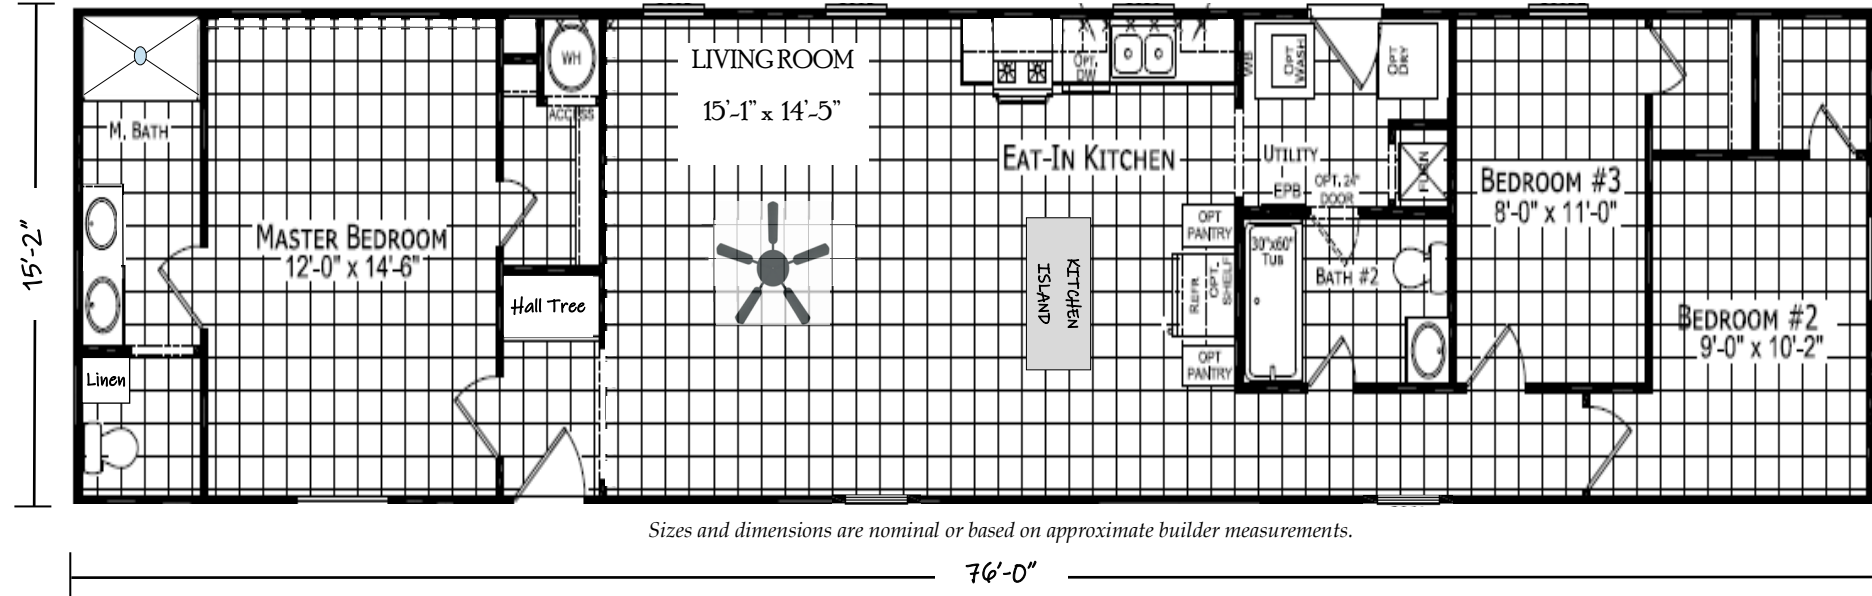 M. BATH
Linen
MASTER BEDROOM
12'-0" x 14'-6"
WH
ACCESS
Hall Tree
LIVING ROOM
15'-1" x 14'-5"
OPT.
DW
EAT-IN KITCHEN
KITCHEN
ISLAND
OPT
PANTRY
REFR
OPT.
SHELF
OPT
PANTRY
WB
OPT
WASH
OPT
DRY
UTILITY
EPB
OPT. 24"
DOOR
FURN
30"x60"
TUB
BATH #2
BEDROOM #3
8'-0" x 11'-0"
BEDROOM #2
9'-0" x 10'-2"
15'-2"
Sizes and dimensions are nominal or based on approximate builder measurements.
76'-0"